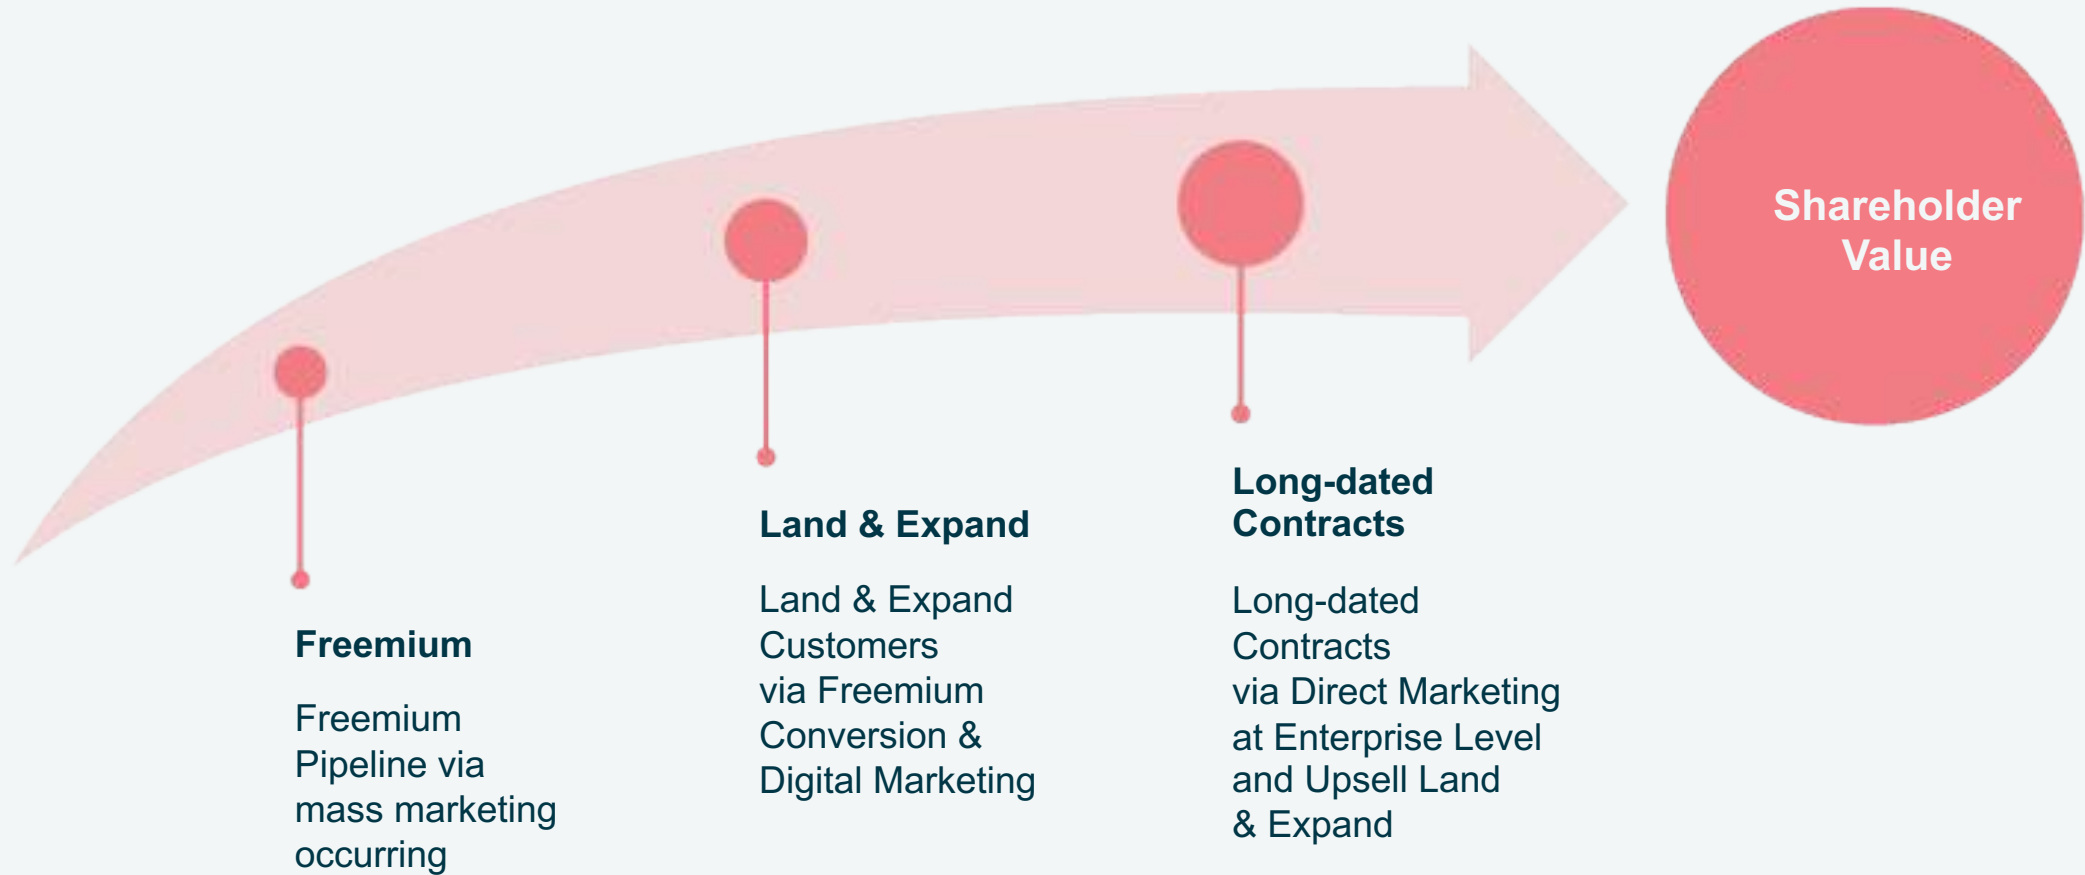 Shareholder
Value
Freemium
Freemium
Pipeline via
mass marketing
occurring
Land & Expand
Land & Expand
Customers
via Freemium
Conversion &
Digital Marketing
Long-dated
Contracts
Long-dated
Contracts
via Direct Marketing
at Enterprise Level
and Upsell Land
& Expand